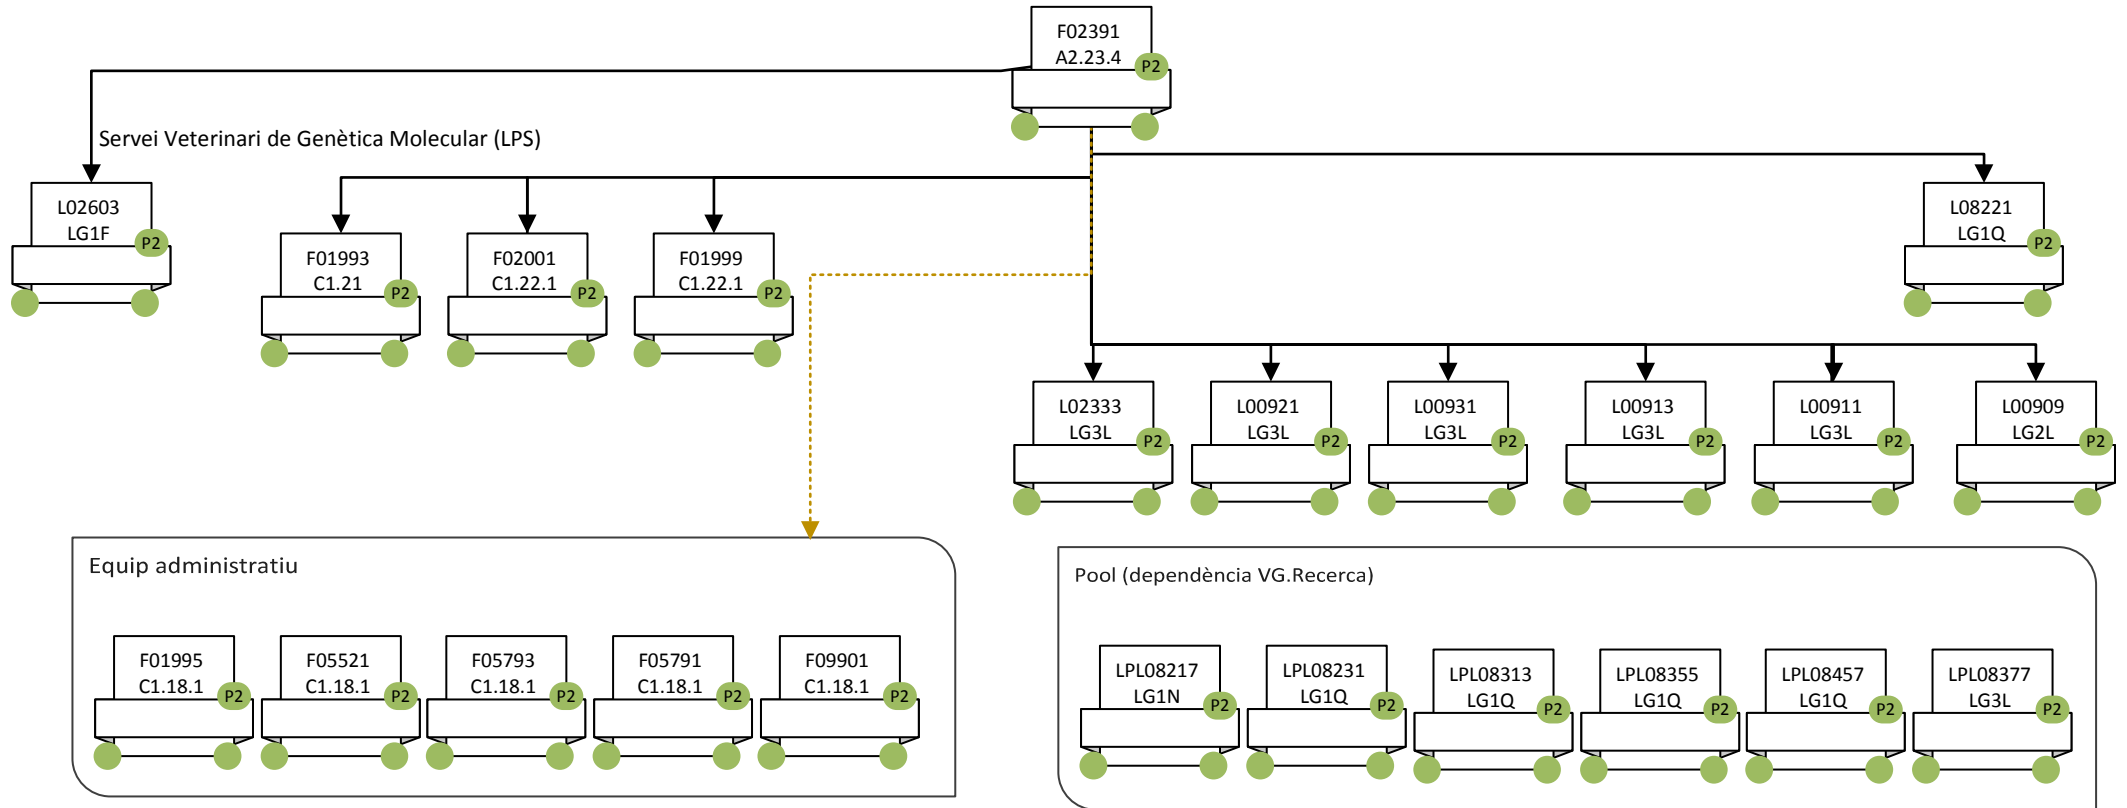 F02391
A2.23.4
P2
Servei Veterinari de Genètica Molecular (LPS)
L02603
LG1F
P2
F01993
C1.21
P2
F02001
C1.22.1
P2
F01999
C1.22.1
P2
L08221
LG1Q
P2
L02333
LG3L
P2
L00921
LG3L
P2
L00931
LG3L
P2
L00913
LG3L
P2
L00911
LG3L
P2
L00909
LG2L
P2
Equip administratiu
F01995
C1.18.1
P2
F05521
C1.18.1
P2
F05793
C1.18.1
P2
F05791
C1.18.1
P2
F09901
C1.18.1
P2
Pool (dependència VG.Recerca)
LPL08217
LG1N
P2
LPL08231
LG1Q
P2
LPL08313
LG1Q
P2
LPL08355
LG1Q
P2
LPL08457
LG1Q
P2
LPL08377
LG3L
P2